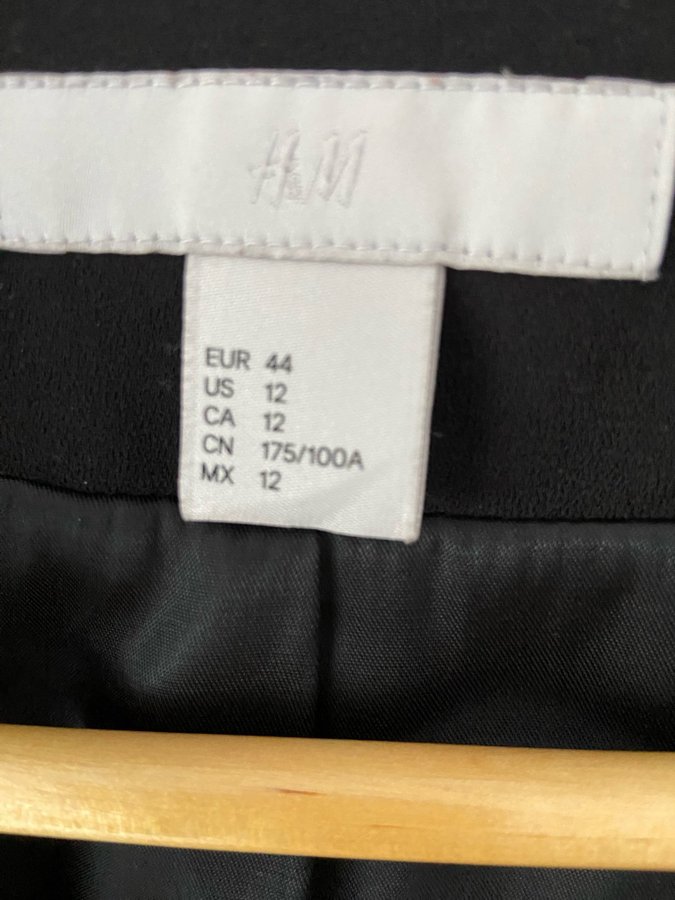 H&M
EUR 44
US 12
CA 12
CN 175/100A
MX 12